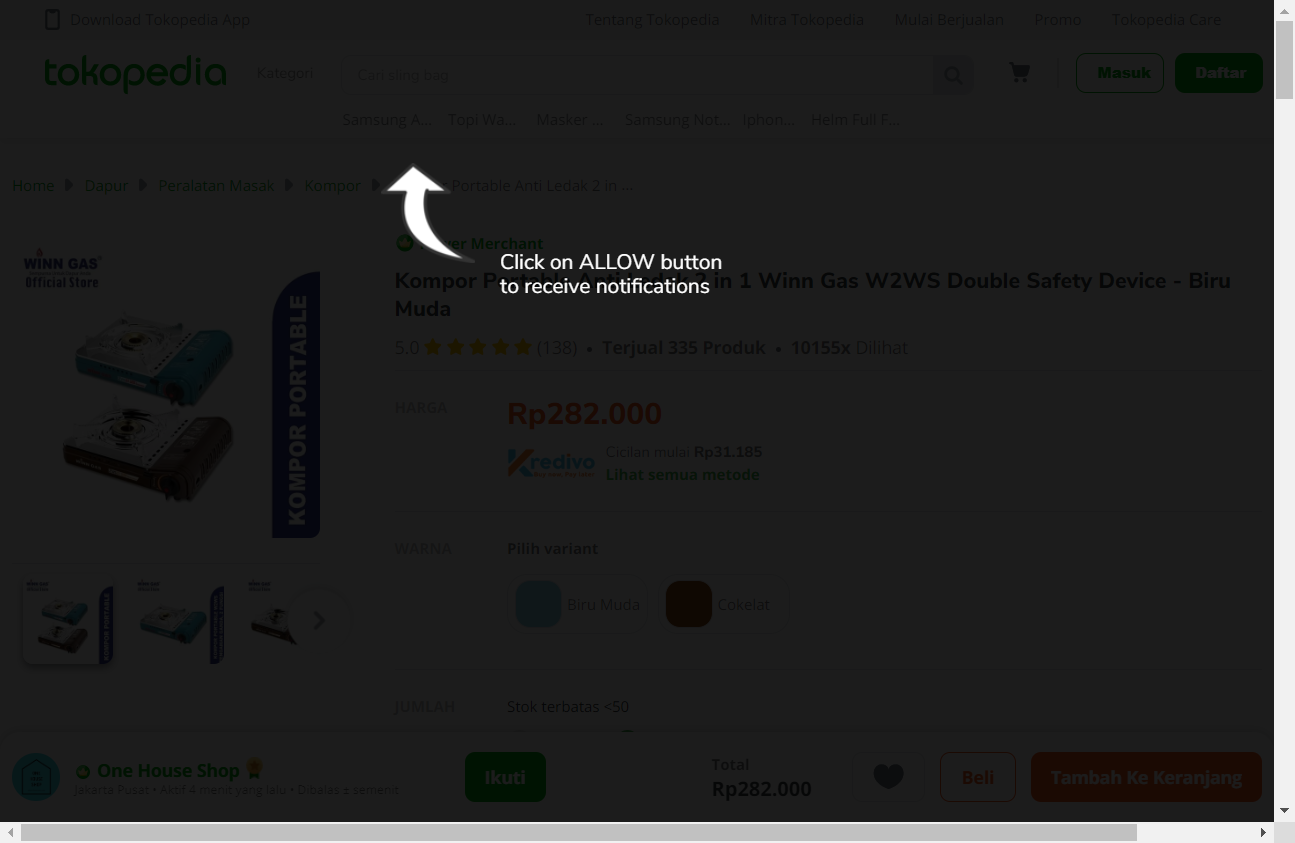 Download Tokopedia App
Tentang Tokopedia Mitra Tokopedia Mulai Berjualan Promo Tokopedia Care
tokopedia
Kategori
Cari sling bag
Masuk
Daftar
Samsung A... Topi Wa... Masker ... Samsung Not... Iphon... Helm Full F...
Home Dapur Peralatan Masak Kompor Portable Anti Ledak 2 in ...
Merchant
Click on ALLOW button
to receive notifications
Kompor Portable Anti Ledak 2 in 1 Winn Gas W2WS Double Safety Device - Biru
Muda
WINN GAS
Official Store
KOMPOR PORTABLE
5.0 (138) • Terjual 335 Produk • 10155x Dilihat
HARGA
Rp282.000
Kredivo
Cicilan mulai Rp31.185
Lihat semua metode
WARNA
Pilih variant
Biru Muda
Cokelat
JUMLAH
Stok terbatas <50
One House Shop
Jakarta Pusat • Aktif 4 menit yang lalu • Dibalas ± semenit
Ikuti
Total
Rp282.000
Beli
Tambah Ke Keranjang